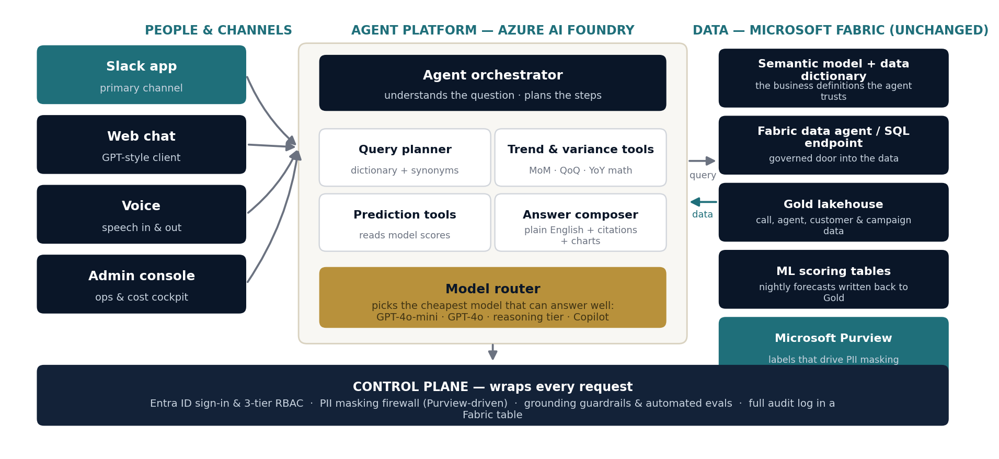 PEOPLE & CHANNELS
Slack app
primary channel
Web chat
GPT-style client
Voice
speech in & out
Admin console
ops & cost cockpit
AGENT PLATFORM — AZURE AI FOUNDRY
Agent orchestrator
understands the question · plans the steps
Query planner
dictionary + synonyms
Trend & variance tools
MoM · QoQ · YoY math
Prediction tools
reads model scores
Answer composer
plain English + citations
+ charts
Model router
picks the cheapest model that can answer well:
GPT-4o-mini · GPT-4o · reasoning tier · Copilot
query
data
DATA — MICROSOFT FABRIC (UNCHANGED)
Semantic model + data
dictionary
the business definitions the agent
trusts
Fabric data agent / SQL
endpoint
governed door into the data
Gold lakehouse
call, agent, customer & campaign
data
ML scoring tables
nightly forecasts written back to
Gold
Microsoft Purview
labels that drive PII masking
CONTROL PLANE — wraps every request
Entra ID sign-in & 3-tier RBAC · PII masking firewall (Purview-driven) · grounding guardrails & automated evals · full audit log in a
Fabric table